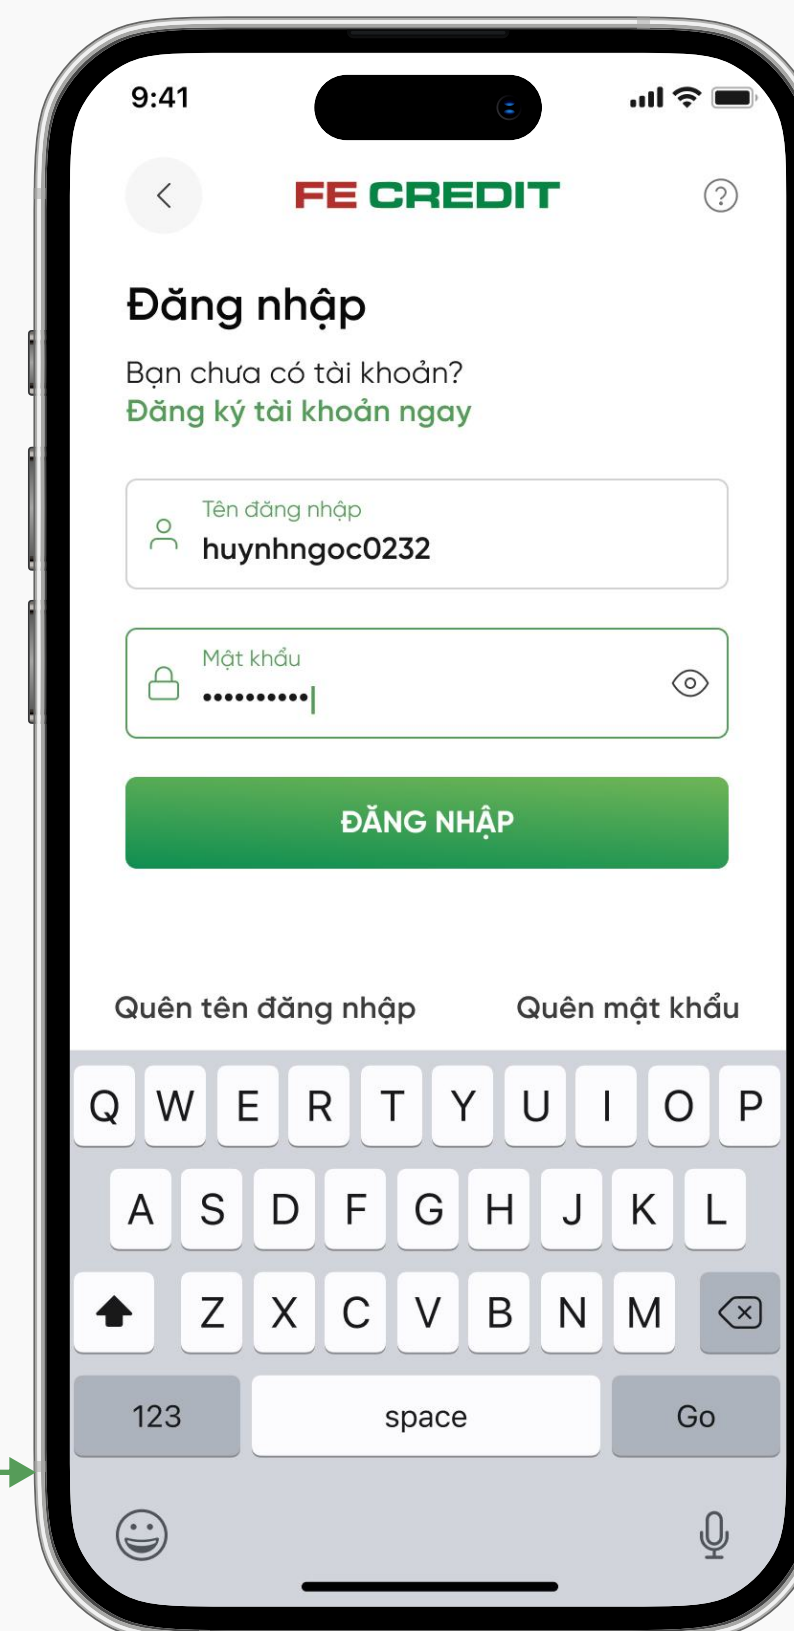 9:41
FE CREDIT
Đăng nhập
Bạn chưa có tài khoản?
Đăng ký tài khoản ngay
Tên đăng nhập
huynhngoc0232
Mật khẩu
••••••••••
ĐĂNG NHẬP
Quên tên đăng nhập Quên mật khẩu
Q W E R T Y U I O P
A S D F G H J K L
Z X C V B N M
123 space Go